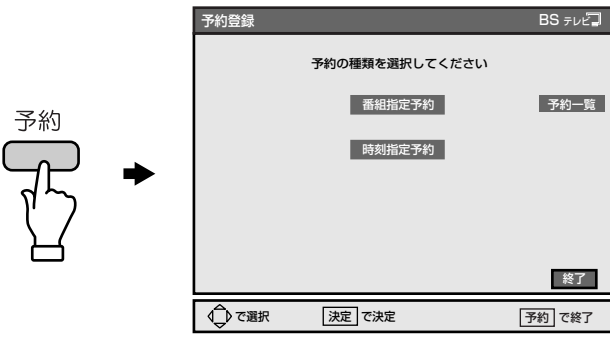 予約
予約登録 BS テレビ
予約の種類を選択してください
番組指定予約 予約一覧
時刻指定予約
終了
で選択 決定 で決定 予約 で終了